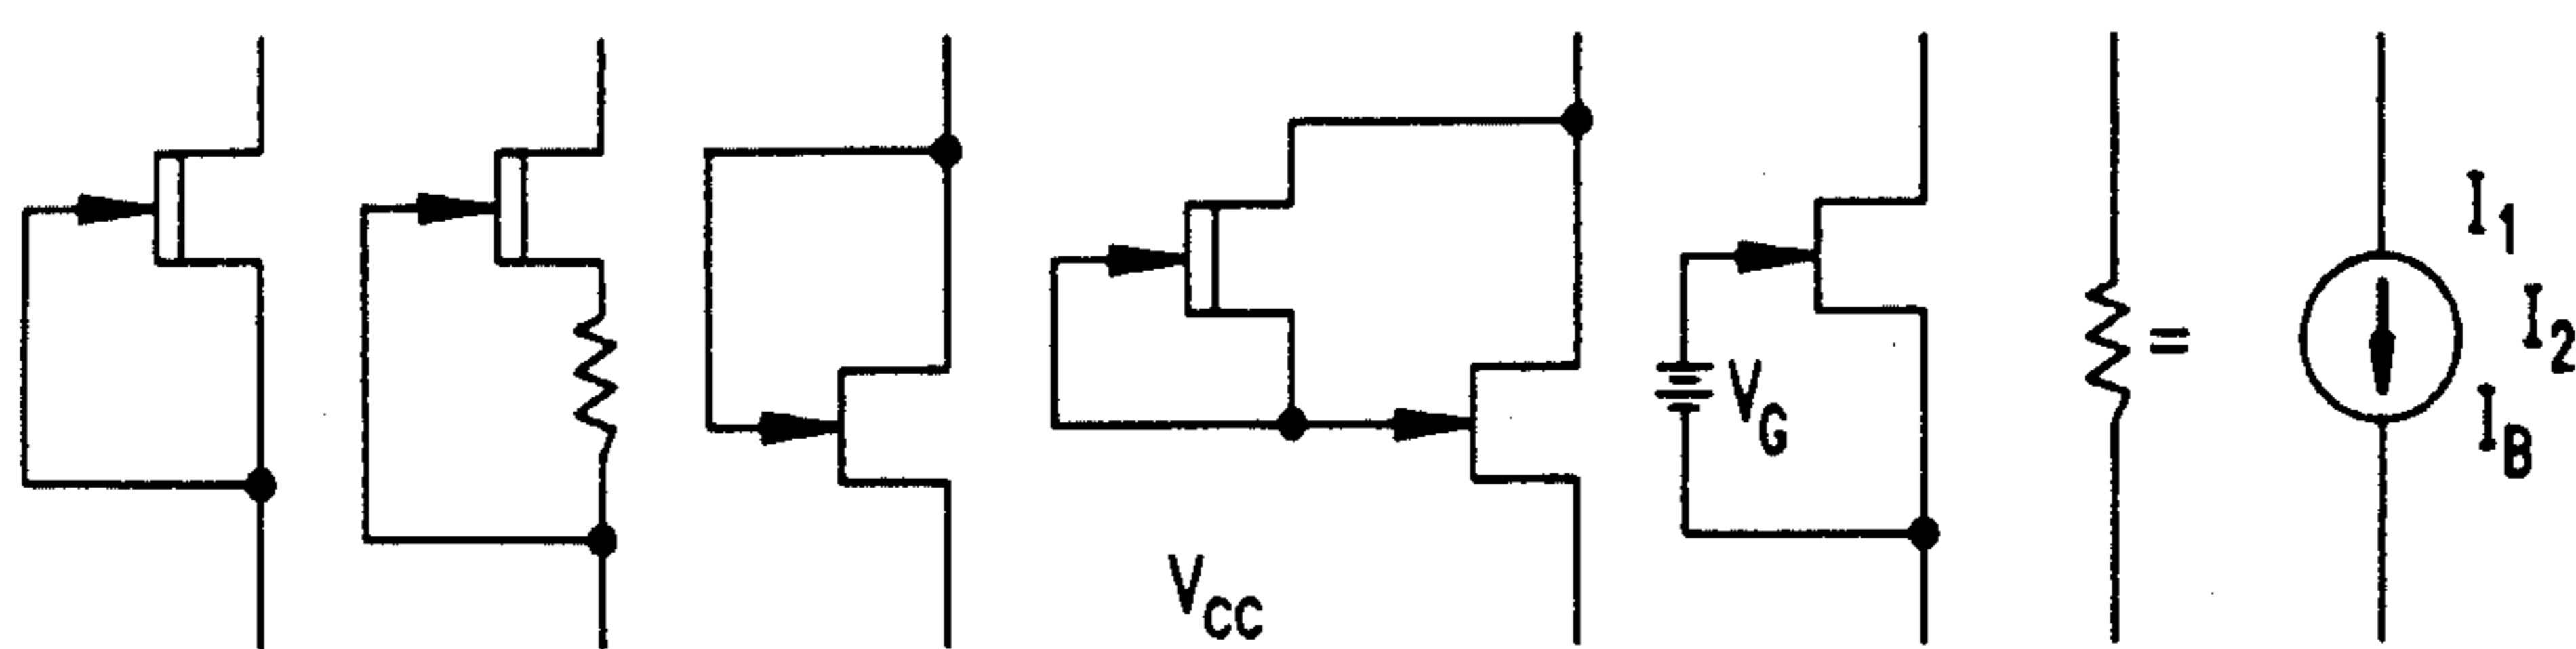 V_CC
V_G
=
I_1
I_2
I_B